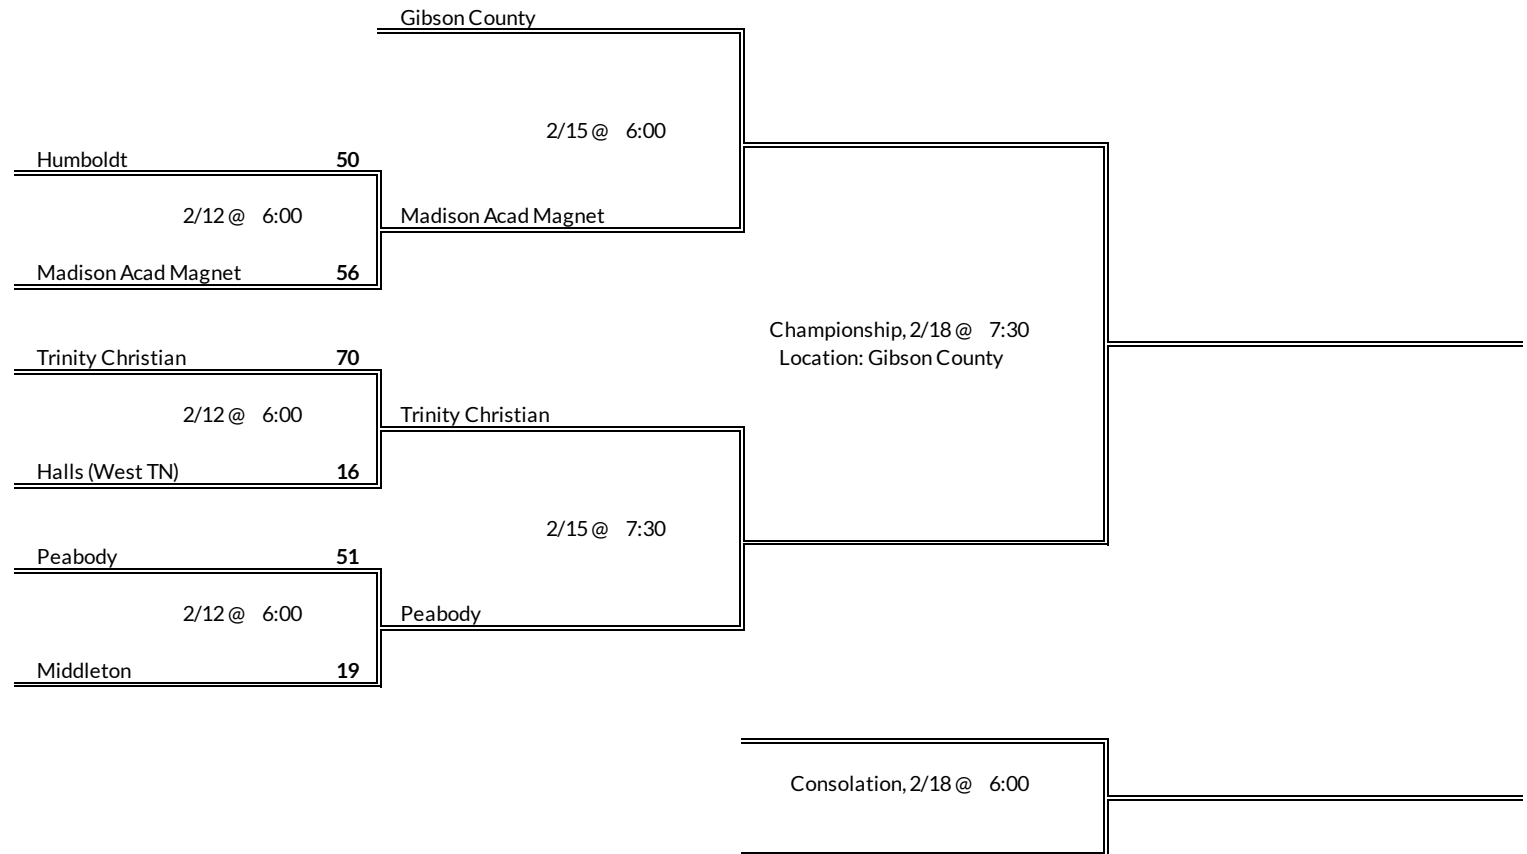 Gibson County
2/15 @ 6:00
Humboldt 50
2/12 @ 6:00 Madison Acad Magnet
Madison Acad Magnet 56
Championship, 2/18 @ 7:30
Trinity Christian 70 Location: Gibson County
2/12 @ 6:00 Trinity Christian
Halls (West TN) 16
2/15 @ 7:30
Peabody 51
2/12 @ 6:00 Peabody
Middleton 19
Consolation, 2/18 @ 6:00